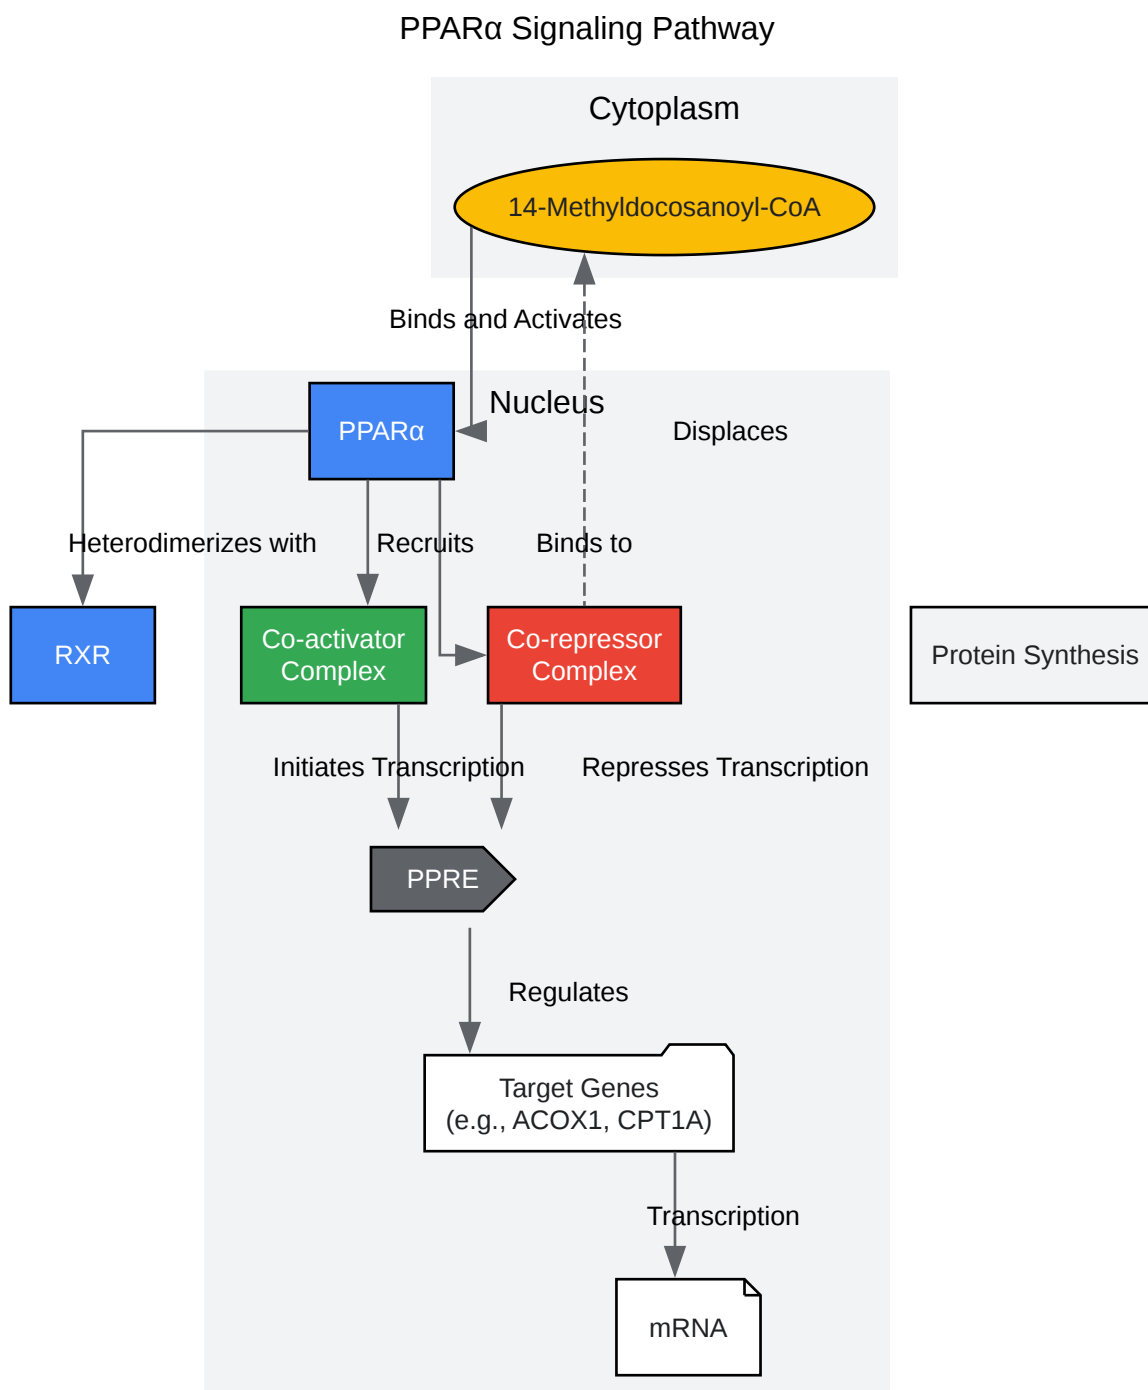 PPARα Signaling Pathway
Cytoplasm
14-Methyldocosanoyl-CoA
Binds and Activates
Nucleus
PPARα
Displaces
Heterodimerizes with
Recruits
Binds to
RXR
Co-activator
Complex
Co-repressor
Complex
Protein Synthesis
Initiates Transcription
Represses Transcription
PPRE
Regulates
Target Genes
(e.g., ACOX1, CPT1A)
Transcription
mRNA